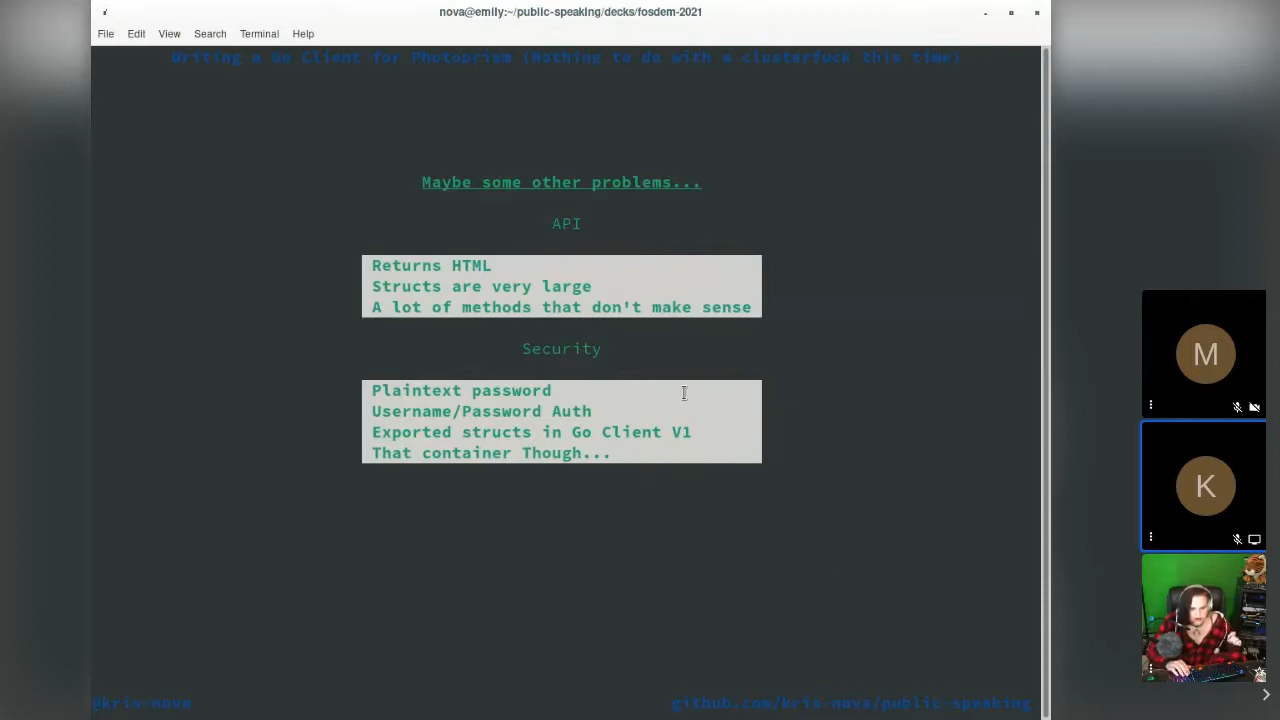 nova@emily:~/public-speaking/decks/fosdem-2021
File Edit View Search Terminal Help
Writing a Go Client for Photoprism (Nothing to do with a clusterfuck this time)
Maybe some other problems...
API
Returns HTML
Structs are very large
A lot of methods that don't make sense
Security
Plaintext password
Username/Password Auth
Exported structs in Go Client V1
That container Though...
M
K
@kris-nova
github.com/kris-nova/public-speaking